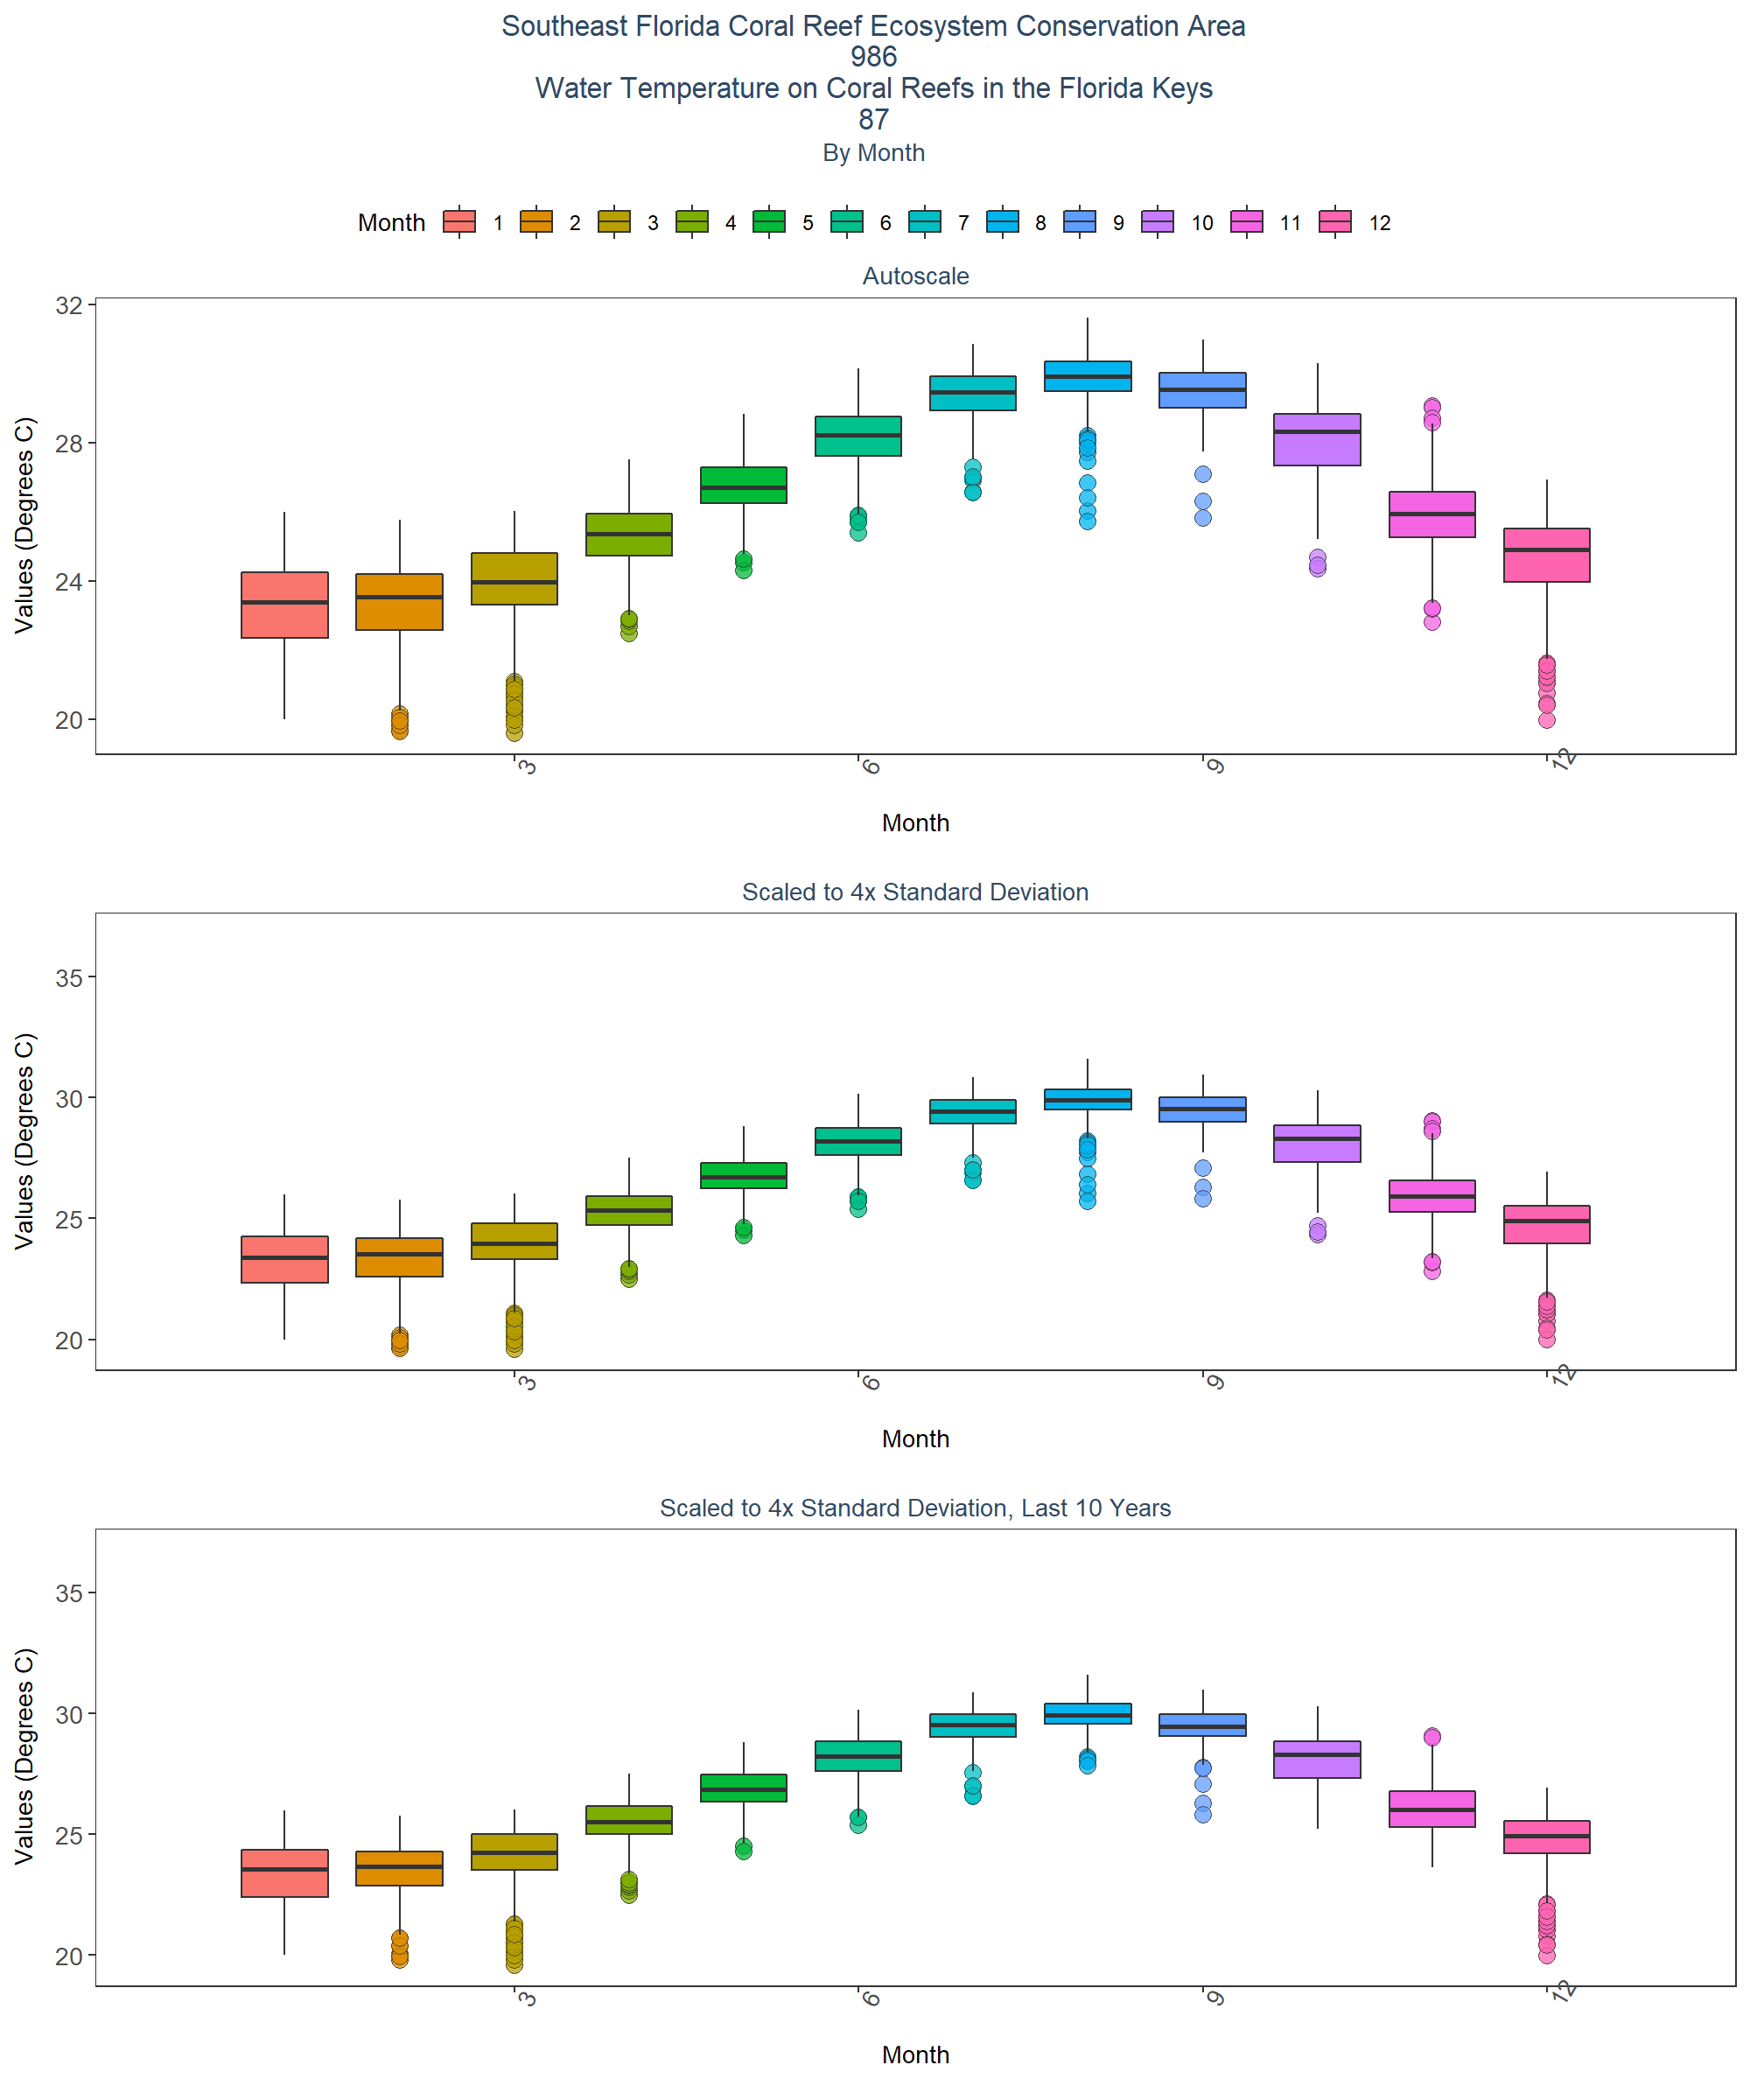 Southeast Florida Coral Reef Ecosystem Conservation Area
986
Water Temperature on Coral Reefs in the Florida Keys
87
By Month
Month 1 2 3 4 5 6 7 8 9 10 11 12
Autoscale
Values (Degrees C)
32
28
24
20
3 6 9 12
Month
Scaled to 4x Standard Deviation
Values (Degrees C)
35
30
25
20
3 6 9 12
Month
Scaled to 4x Standard Deviation, Last 10 Years
Values (Degrees C)
35
30
25
20
3 6 9 12
Month